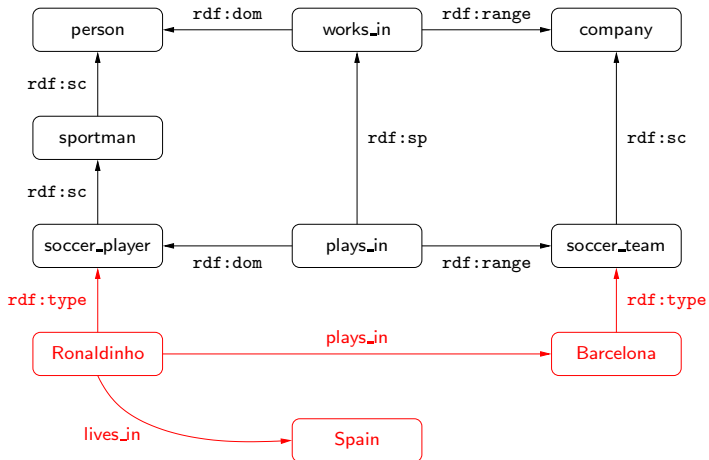 person
rdf:dom
works_in
rdf:range
company
rdf:sc
sportman
rdf:sp
rdf:sc
rdf:sc
soccer_player
rdf:dom
plays_in
rdf:range
soccer_team
rdf:type
rdf:type
Ronaldinho
plays_in
Barcelona
lives_in
Spain